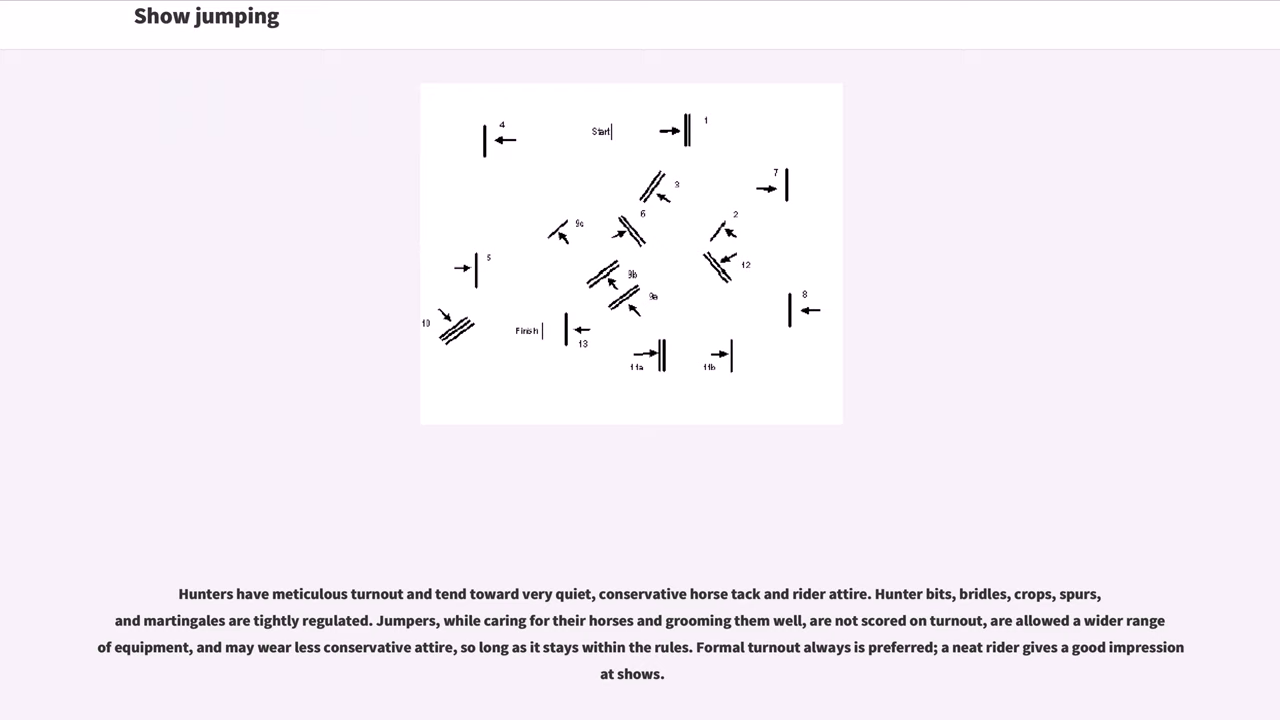 Show jumping
4
Start
1
3
7
6
2
9c
5
12
9b
9a
8
10
Finish
13
11a
11b
Hunters have meticulous turnout and tend toward very quiet, conservative horse tack and rider attire. Hunter bits, bridles, crops, spurs,
and martingales are tightly regulated. Jumpers, while caring for their horses and grooming them well, are not scored on turnout, are allowed a wider range
of equipment, and may wear less conservative attire, so long as it stays within the rules. Formal turnout always is preferred; a neat rider gives a good impression
at shows.